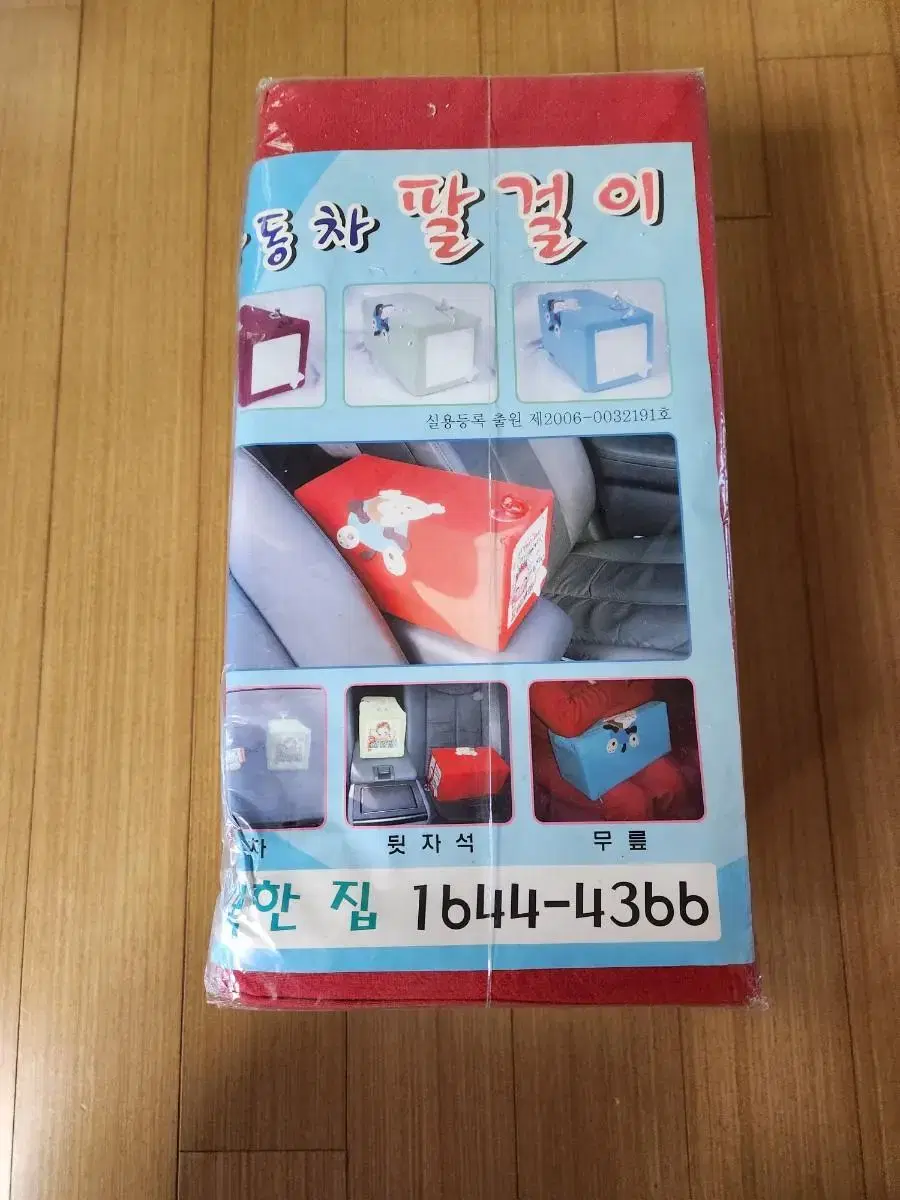 동차 팔걸이
실용등록 출원 제2006-0032191호
차
뒷자석
무릎
한 집 1644-4366